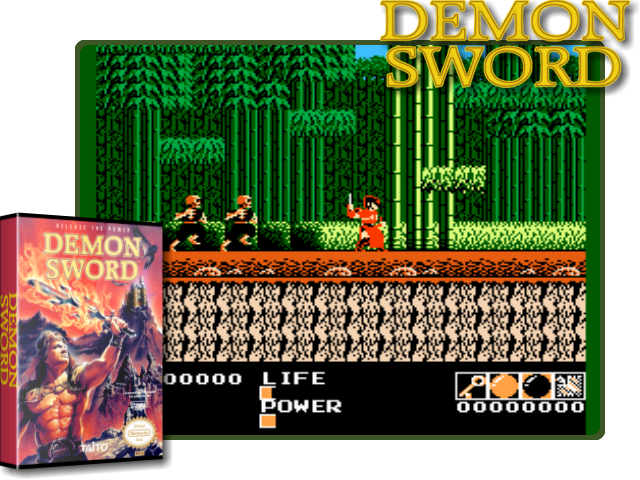 DEMON
SWORD
RELEASE THE POWER
DEMON
SWORD
DEMON
SWORD
TAITO
00000 LIFE
POWER
00000000